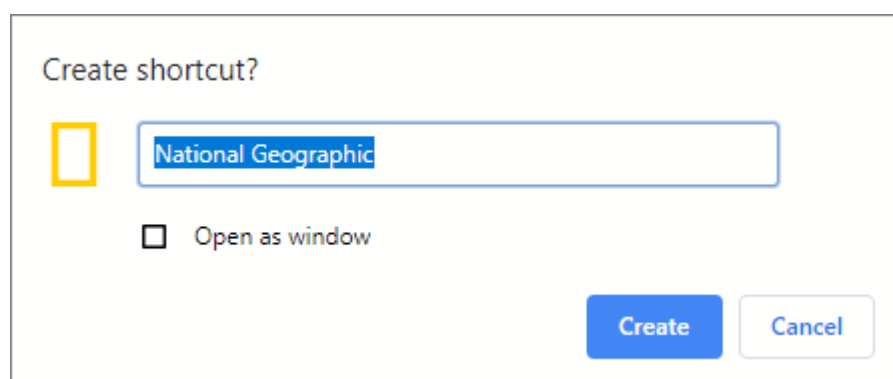 Create shortcut?
National Geographic
Open as window
Create Cancel